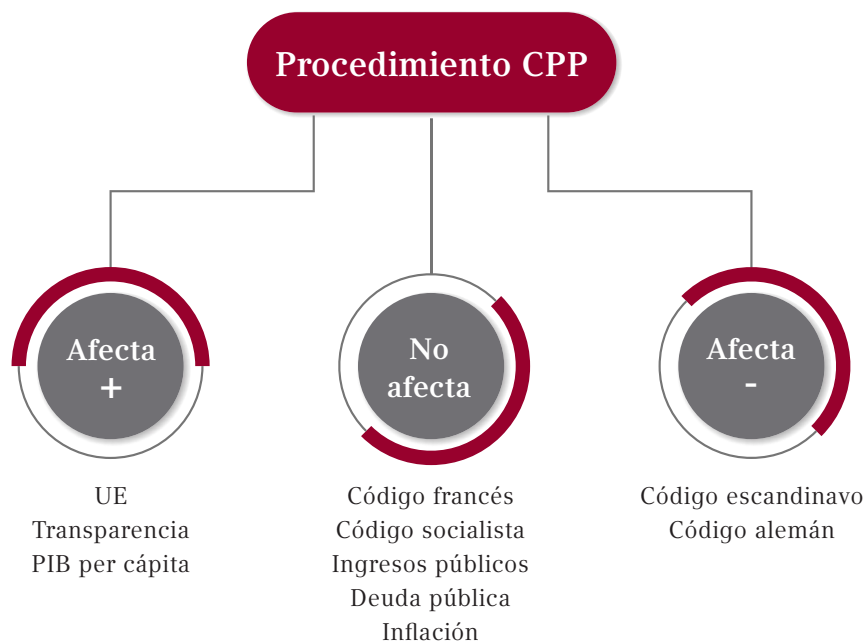 Procedimiento CPP
Afecta
+
UE
Transparencia
PIB per cápita
No
afecta
Código francés
Código socialista
Ingresos públicos
Deuda pública
Inflación
Afecta
-
Código escandinavo
Código alemán